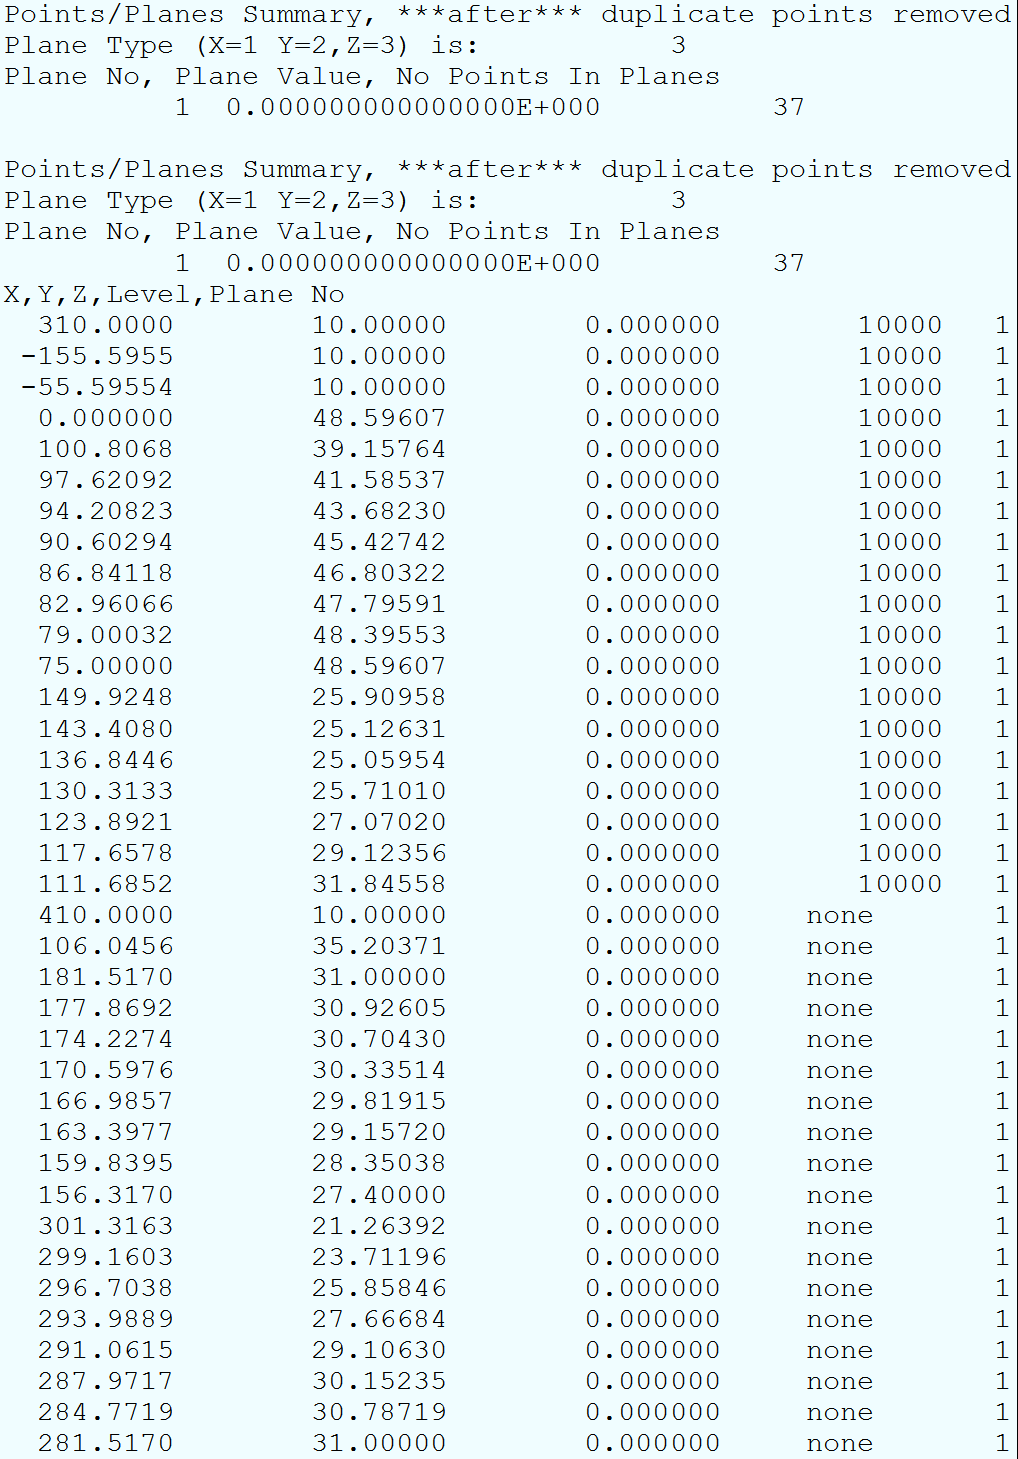 Points/Planes Summary, ***after*** duplicate points removed
Plane Type (X=1 Y=2,Z=3) is: 3
Plane No, Plane Value, No Points In Planes
1 0.000000000000000E+000 37
Points/Planes Summary, ***after*** duplicate points removed
Plane Type (X=1 Y=2,Z=3) is: 3
Plane No, Plane Value, No Points In Planes
1 0.000000000000000E+000 37
X,Y,Z,Level,Plane No
310.0000 10.00000 0.000000 10000 1
-155.5955 10.00000 0.000000 10000 1
-55.59554 10.00000 0.000000 10000 1
0.000000 48.59607 0.000000 10000 1
100.8068 39.15764 0.000000 10000 1
97.62092 41.58537 0.000000 10000 1
94.20823 43.68230 0.000000 10000 1
90.60294 45.42742 0.000000 10000 1
86.84118 46.80322 0.000000 10000 1
82.96066 47.79591 0.000000 10000 1
79.00032 48.39553 0.000000 10000 1
75.00000 48.59607 0.000000 10000 1
149.9248 25.90958 0.000000 10000 1
143.4080 25.12631 0.000000 10000 1
136.8446 25.05954 0.000000 10000 1
130.3133 25.71010 0.000000 10000 1
123.8921 27.07020 0.000000 10000 1
117.6578 29.12356 0.000000 10000 1
111.6852 31.84558 0.000000 10000 1
410.0000 10.00000 0.000000 none 1
106.0456 35.20371 0.000000 none 1
181.5170 31.00000 0.000000 none 1
177.8692 30.92605 0.000000 none 1
174.2274 30.70430 0.000000 none 1
170.5976 30.33514 0.000000 none 1
166.9857 29.81915 0.000000 none 1
163.3977 29.15720 0.000000 none 1
159.8395 28.35038 0.000000 none 1
156.3170 27.40000 0.000000 none 1
301.3163 21.26392 0.000000 none 1
299.1603 23.71196 0.000000 none 1
296.7038 25.85846 0.000000 none 1
293.9889 27.66684 0.000000 none 1
291.0615 29.10630 0.000000 none 1
287.9717 30.15235 0.000000 none 1
284.7719 30.78719 0.000000 none 1
281.5170 31.00000 0.000000 none 1